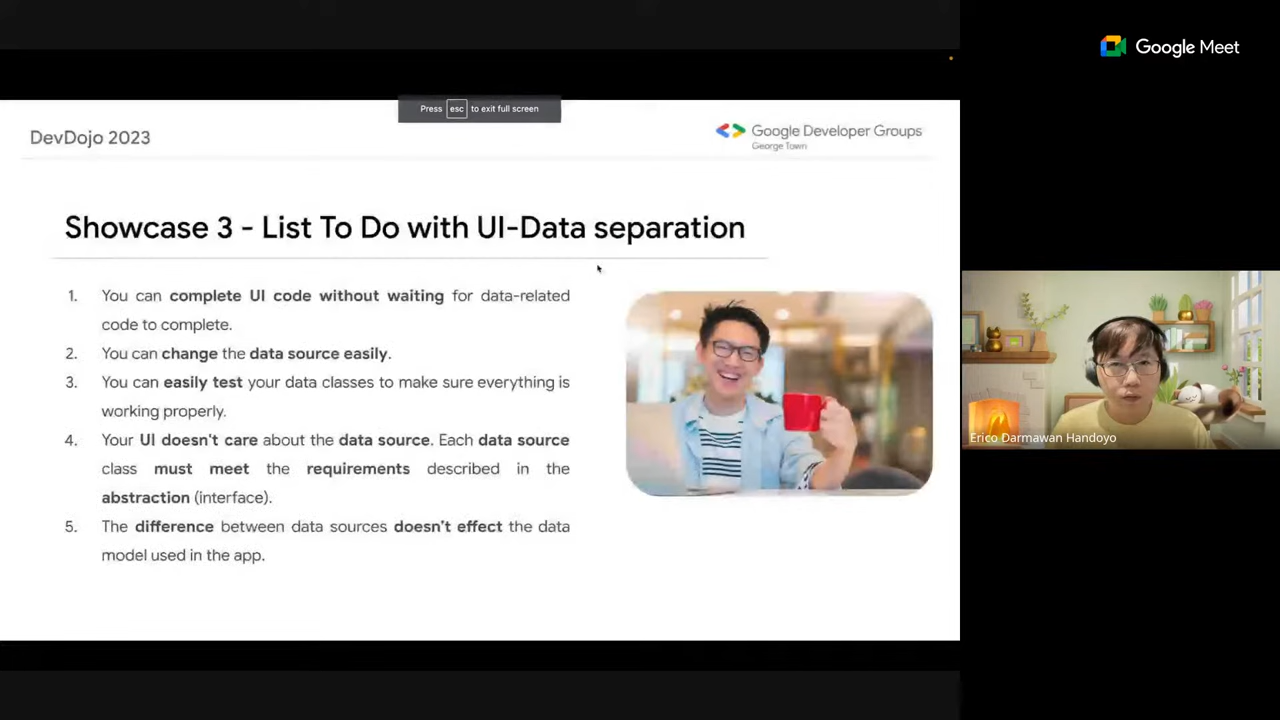 Google Meet
Press esc to exit full screen
DevDojo 2023
Google Developer Groups
George Town
Showcase 3 - List To Do with UI-Data separation
1. You can complete UI code without waiting for data-related
code to complete.
2. You can change the data source easily.
3. You can easily test your data classes to make sure everything is
working properly.
4. Your UI doesn't care about the data source. Each data source
class must meet the requirements described in the
abstraction (interface).
5. The difference between data sources doesn't effect the data
model used in the app.
Erico Darmawan Handoyo